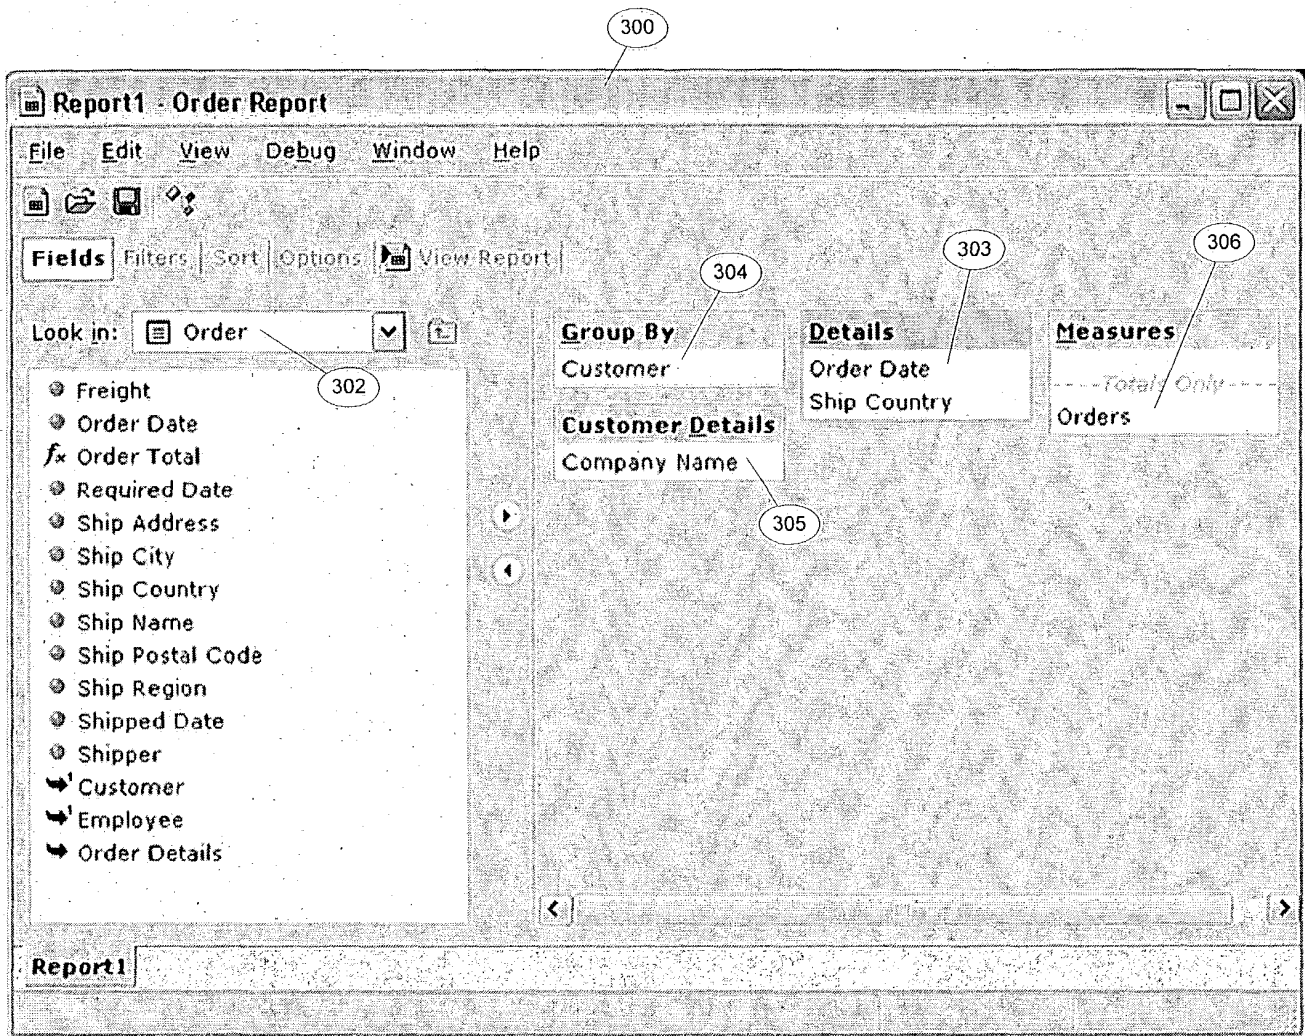 300
Report1 - Order Report
File Edit View Debug Window Help
Fields Filters Sort Options View Report
304
303
306
Look in: Order
302
Freight
Order Date
fx Order Total
Required Date
Ship Address
Ship City
Ship Country
Ship Name
Ship Postal Code
Ship Region
Shipped Date
Shipper
1 Customer
1 Employee
Order Details
Group By
Customer
Customer Details
Company Name
305
Details
Order Date
Ship Country
Measures
----Totals Only----
Orders
Report1